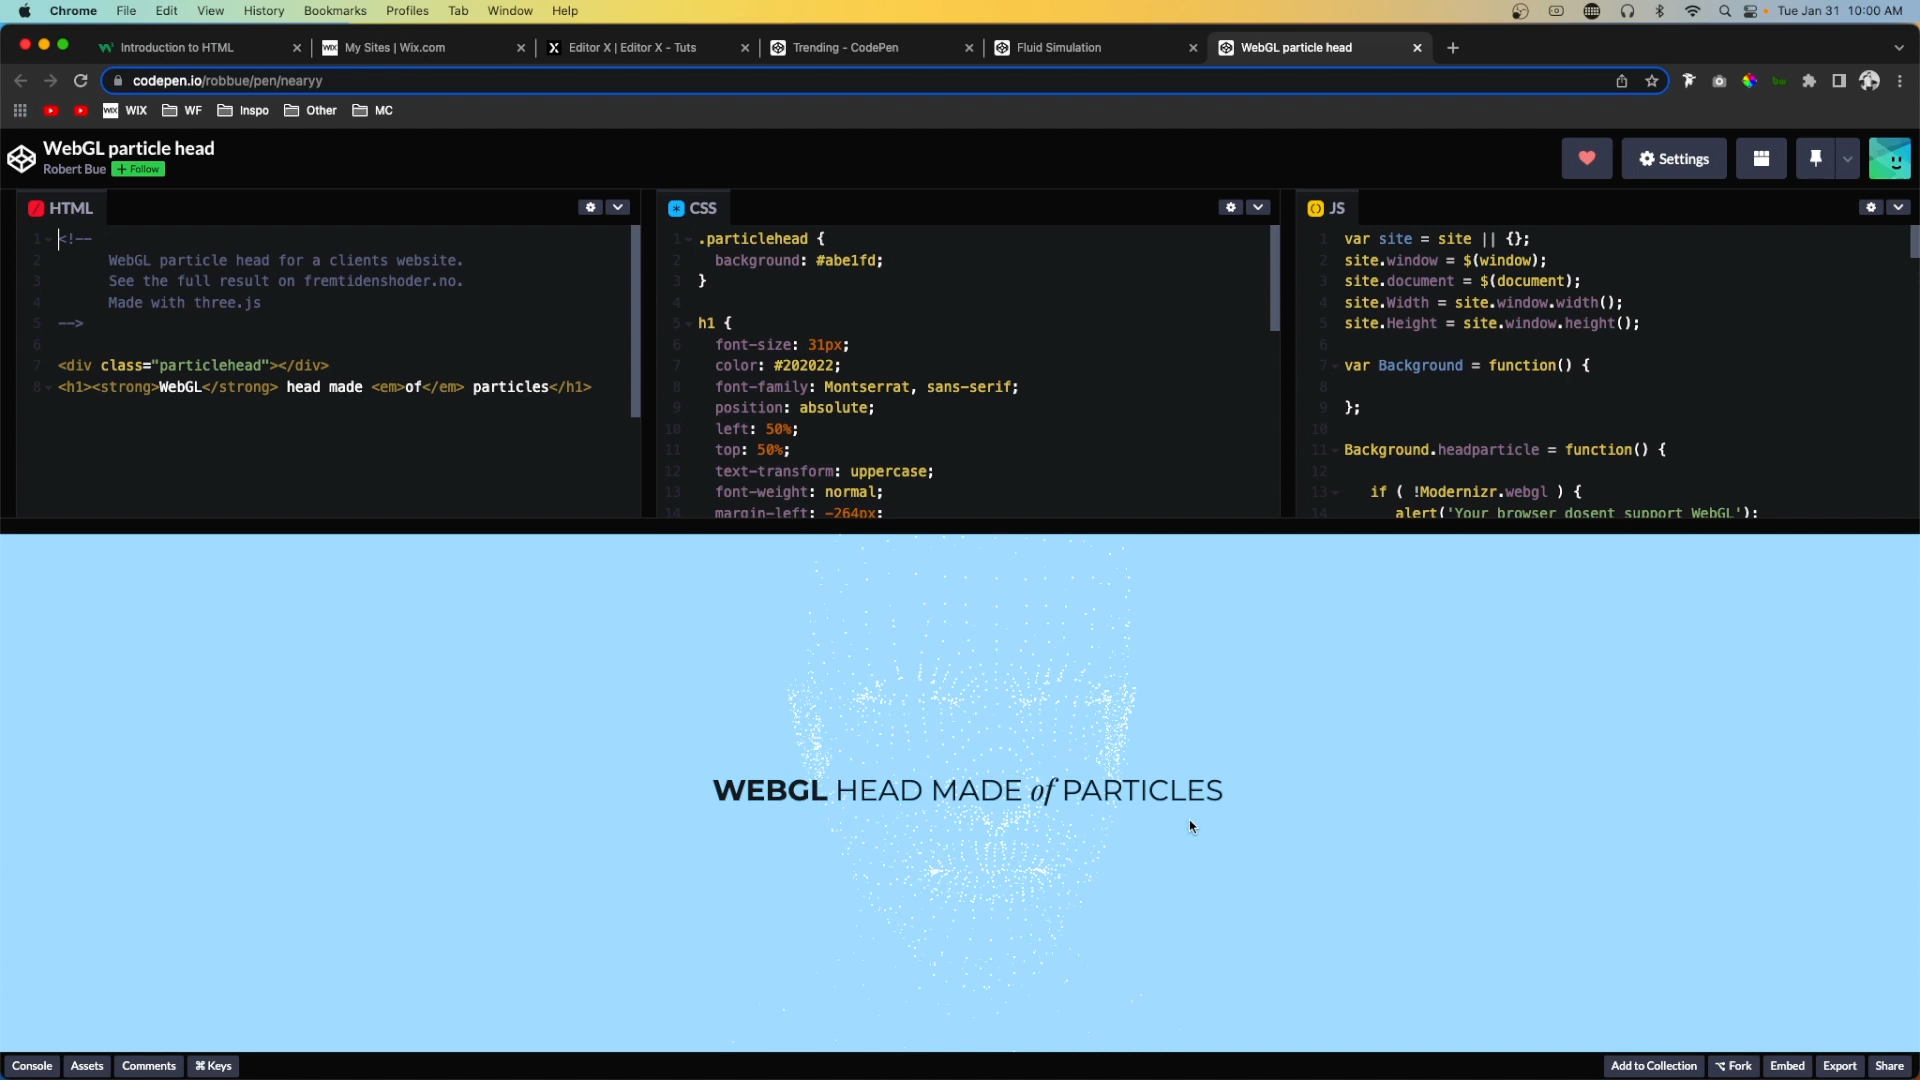 Chrome File Edit View History Bookmarks Profiles Tab Window Help Tue Jan 31 10:00 AM
Introduction to HTML My Sites | Wix.com Editor X | Editor X - Tuts Trending - CodePen Fluid Simulation WebGL particle head
codepen.io/robbue/pen/nearyy
WIX WIX WF Inspo Other MC
WebGL particle head
Robert Bue + Follow
Settings
HTML
1 <!--
2 WebGL particle head for a clients website.
3 See the full result on fremtidenshoder.no.
4 Made with three.js
5 -->
6
7 <div class="particlehead"></div>
8 <h1><strong>WebGL</strong> head made <em>of</em> particles</h1>
CSS
1 .particlehead {
2 background: #abe1fd;
3 }
4
5 h1 {
6 font-size: 31px;
7 color: #202022;
8 font-family: Montserrat, sans-serif;
9 position: absolute;
10 left: 50%;
11 top: 50%;
12 text-transform: uppercase;
13 font-weight: normal;
14 margin-left: -264px;
JS
1 var site = site || {};
2 site.window = $(window);
3 site.document = $(document);
4 site.Width = site.window.width();
5 site.Height = site.window.height();
6
7 var Background = function() {
8
9 };
10
11 Background.headparticle = function() {
12
13 if ( !Modernizr.webgl ) {
14 alert('Your browser dosent support WebGL');
WEBGL HEAD MADE of PARTICLES
Console Assets Comments ⌘ Keys Add to Collection ⌥ Fork Embed Export Share